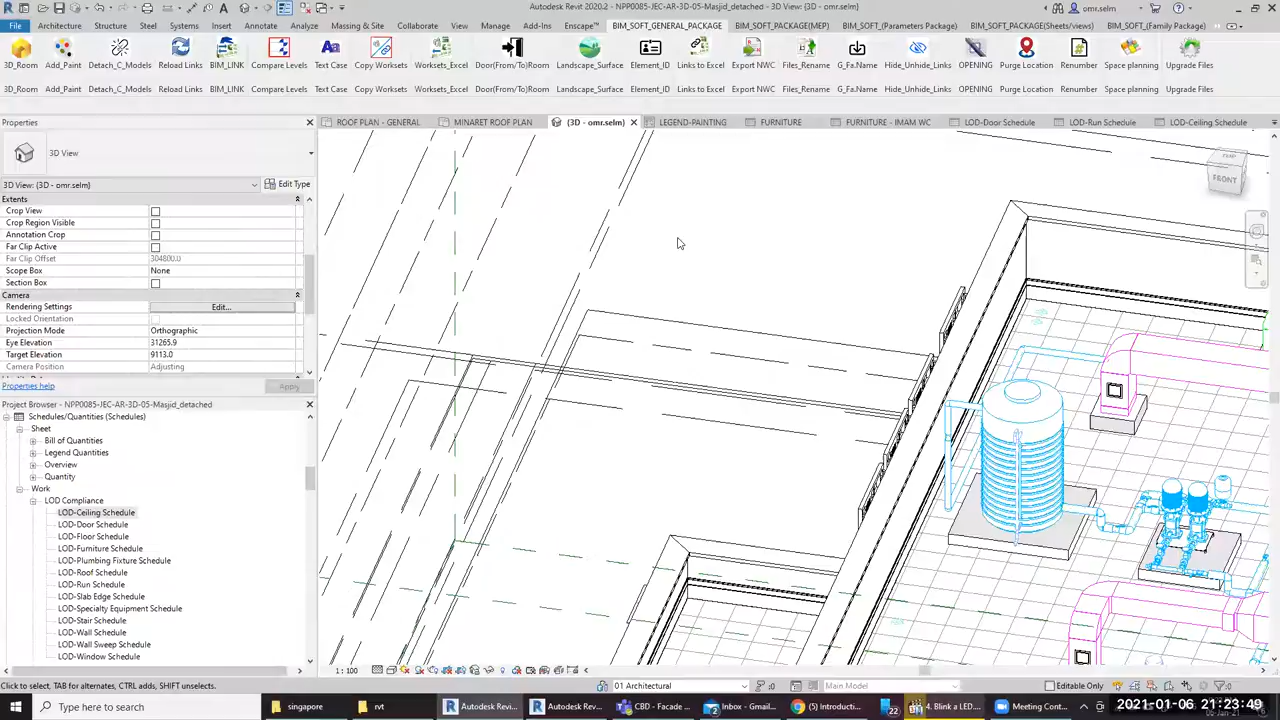 Autodesk Revit 2020.2 - NPP0085-JEC-AR-3D-05-Masjid_detached - 3D View: {3D - omr.selm}
omr.selm
File Architecture Structure Steel Systems Insert Annotate Analyze Massing & Site Collaborate View Manage Add-Ins Enscape™ BIM_SOFT_GENERAL_PACKAGE BIM_SOFT_PACKAGE(MEP) BIM_SOFT_(Parameters Package) BIM_SOFT_PACKAGE(Sheets/views) BIM_SOFT_(Family Package)
3D_Room Add_Paint Detach_C_Models Reload Links BIM_LINK Compare Levels Text Case Copy Worksets Worksets_Excel Door(From/To)Room Landscape_Surface Element_ID Links to Excel Export NWC Files_Rename G_Fa.Name Hide_Unhide_Links OPENING Purge Location Renumber Space planning Upgrade Files
3D_Room Add_Paint Detach_C_Models Reload Links BIM_LINK Compare Levels Text Case Copy Worksets Worksets_Excel Door(From/To)Room Landscape_Surface Element_ID Links to Excel Export NWC Files_Rename G_Fa.Name Hide_Unhide_Links OPENING Purge Location Renumber Space planning Upgrade Files
Properties
ROOF PLAN - GENERAL MINARET ROOF PLAN {3D - omr.selm} LEGEND-PAINTING FURNITURE FURNITURE - IMAM WC LOD-Door Schedule LOD-Run Schedule LOD-Ceiling Schedule
3D View
3D View: {3D - omr.selm} Edit Type
FRONT
Extents
Crop View
Crop Region Visible
Annotation Crop
Far Clip Active
Far Clip Offset 304800.0
Scope Box None
Section Box
Camera
Rendering Settings Edit...
Locked Orientation
Projection Mode Orthographic
Eye Elevation 31265.9
Target Elevation 9113.0
Camera Position Adjusting
Properties help Apply
Project Browser - NPP0085-JEC-AR-3D-05-Masjid_detached
Schedules/Quantities (Schedules)
Sheet
Bill of Quantities
Legend Quantities
Overview
Quantity
Work
LOD Compliance
LOD-Ceiling Schedule
LOD-Door Schedule
LOD-Floor Schedule
LOD-Furniture Schedule
LOD-Plumbing Fixture Schedule
LOD-Roof Schedule
LOD-Run Schedule
LOD-Slab Edge Schedule
LOD-Specialty Equipment Schedule
LOD-Stair Schedule
LOD-Wall Schedule
LOD-Wall Sweep Schedule
LOD-Window Schedule
1 : 100
Click to select, TAB for alternates, CTRL adds, SHIFT unselects. 01 Architectural :0 Main Model Editable Only :0
Type here to search singapore rvt Autodesk Revi... Autodesk Revi... CBD - Facade ... Inbox - Gmail ... (5) Introducti... 22 4. Blink a LED... Meeting Cont...
2021-01-06 21:23:49